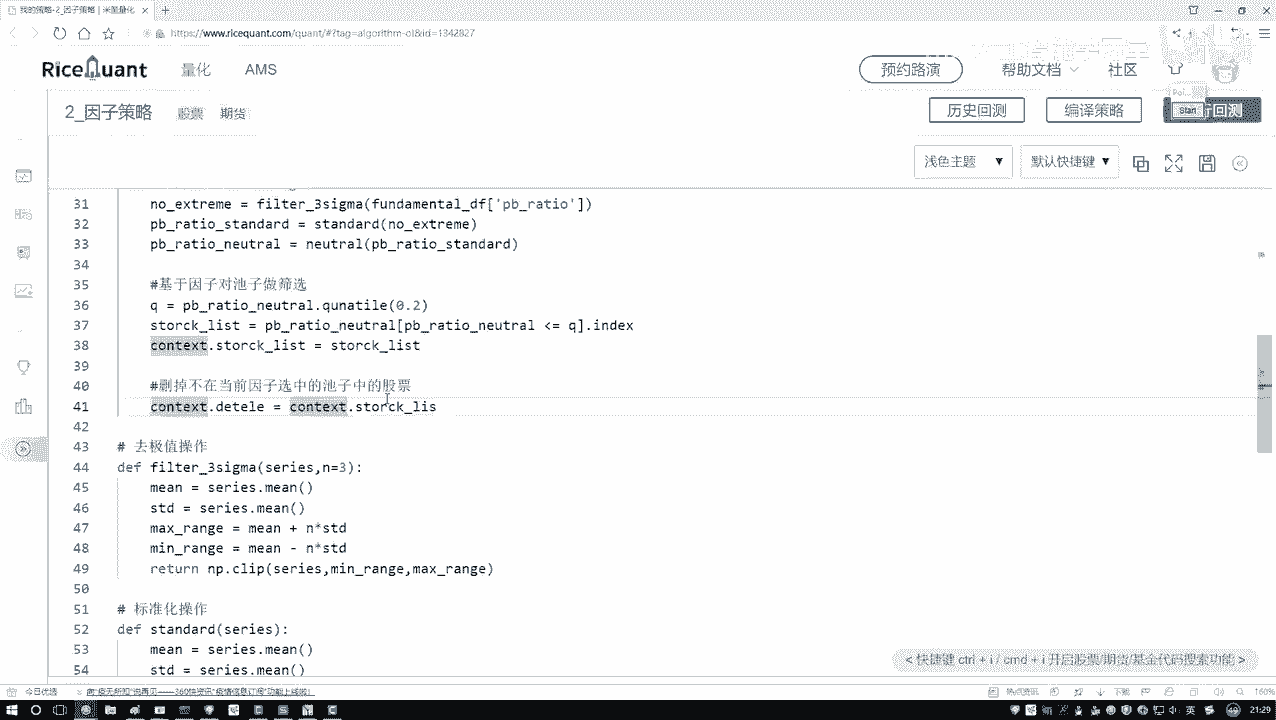 我的策略-2_因子策略 | 米筐量化
https://www.ricequant.com/quant/#?tag=algorithm-ol&id=1342827
RiceQuant 量化 AMS 预约路演 帮助文档 社区
2_因子策略 股票 期货 历史回测 编译策略 回测
Start
浅色主题 ▼ 默认快捷键 ▼
31 no_extreme = filter_3sigma(fundamental_df['pb_ratio'])
32 pb_ratio_standard = standard(no_extreme)
33 pb_ratio_neutral = neutral(pb_ratio_standard)
34
35 #基于因子对池子做筛选
36 q = pb_ratio_neutral.qunatile(0.2)
37 storck_list = pb_ratio_neutral[pb_ratio_neutral <= q].index
38 context.storck_list = storck_list
39
40 #删掉不在当前因子选中的池子中的股票
41 context.detele = context.storck_lis
42
43 # 去极值操作
44 def filter_3sigma(series,n=3):
45 mean = series.mean()
46 std = series.mean()
47 max_range = mean + n*std
48 min_range = mean - n*std
49 return np.clip(series,min_range,max_range)
50
51 # 标准化操作
52 def standard(series):
53 mean = series.mean()
54 std = series.mean()
< 快捷键 ctrl + i / cmd + i 开启股票/期货/基金代码搜索功能 >
今日优选
160%
英 21:29